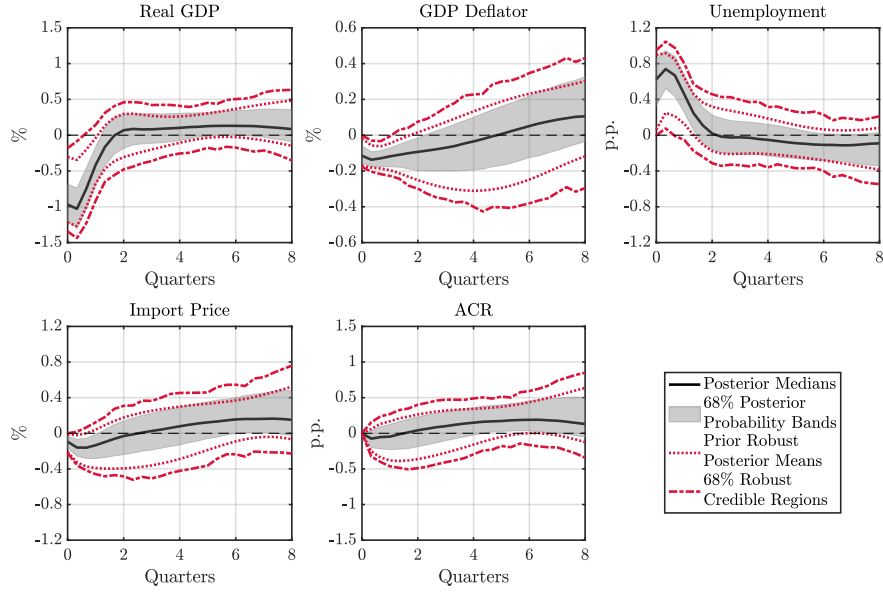 Real GDP
GDP Deflator
Unemployment
1.5
1
0.5
0
-0.5
-1
-1.5
%
0 2 4 6 8
Quarters
0.6
0.4
0.2
0
-0.2
0.4
0.6
%
0 2 4 6 8
Quarters
1.2
0.8
0.4
0
-0.4
-0.8
-1.2
p.p.
0 2 4 6 8
Quarters
Import Price
ACR
1.2
0.8
0.4
0
-0.4
-0.8
-1.2
%
0 2 4 6 8
Quarters
1.5
1
0.5
0
-0.5
-1
-1.5
p.p.
0 2 4 6 8
Quarters
Posterior Medians
68% Posterior
Probability Bands
Prior Robust
Posterior Means
68% Robust
Credible Regions